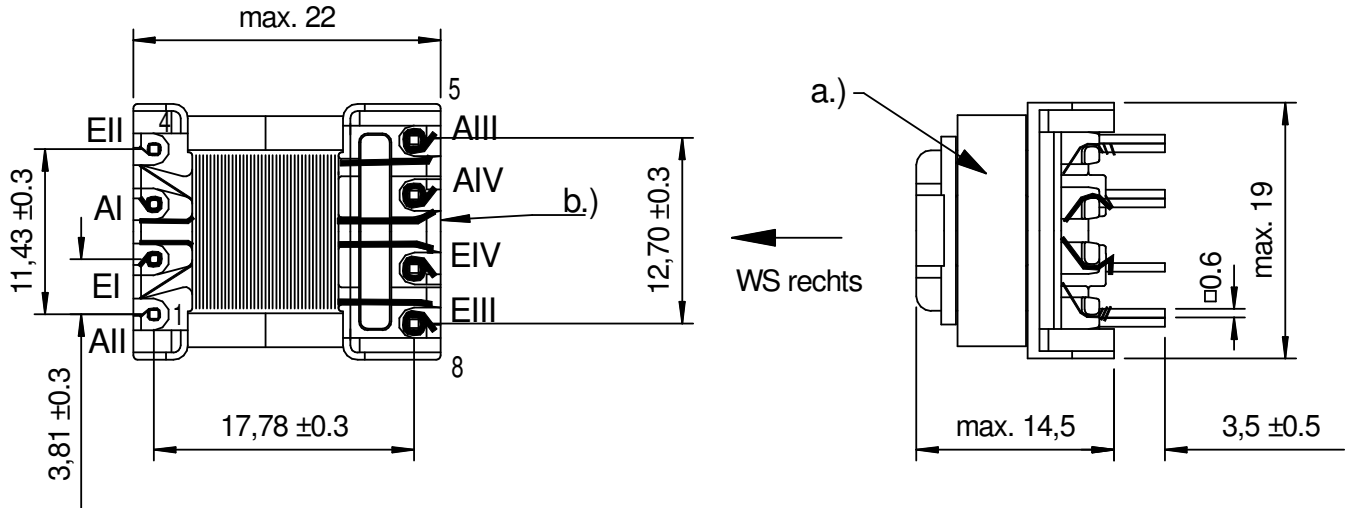 max. 22
5
4
EII
AIII
AI
AIV
b.)
EI
EIV
1
EIII
AII
8
11,43 ±0.3
3,81 ±0.3
12,70 ±0.3
17,78 ±0.3
a.)
WS rechts
□0.6
max. 19
max. 14,5
3,5 ±0.5